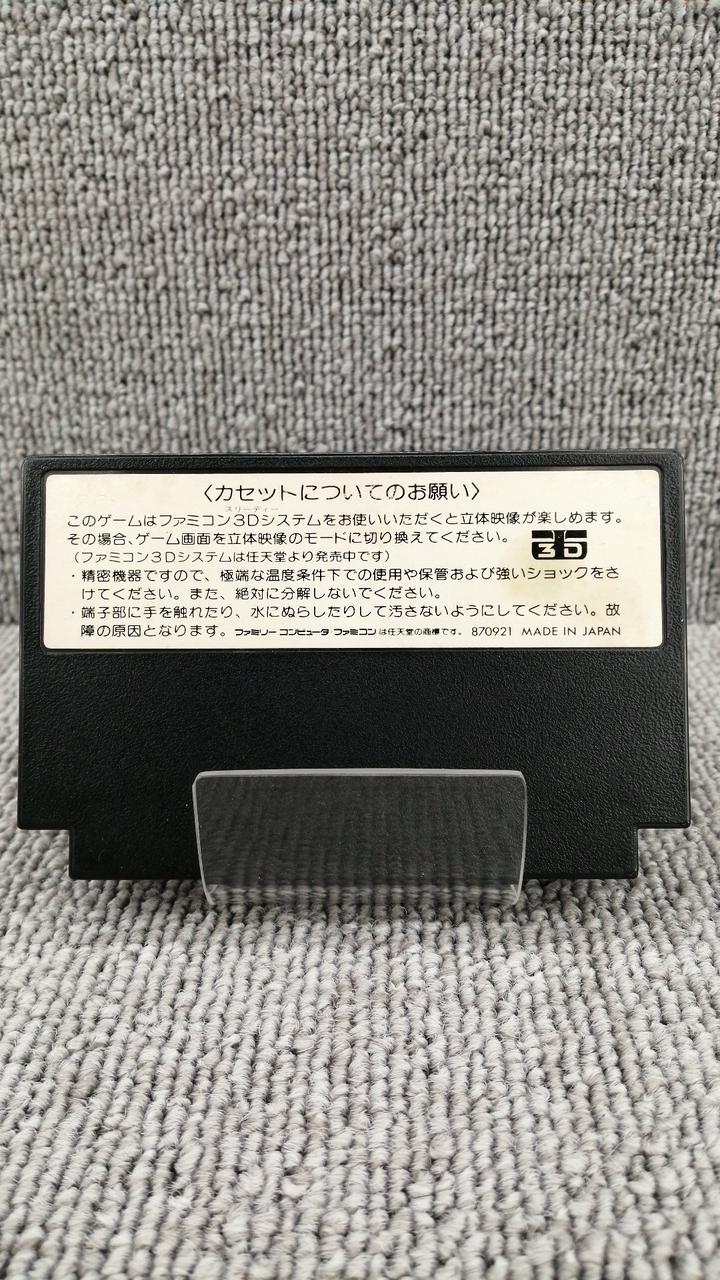 〈カセットについてのお願い〉
スリーディー
このゲームはファミコン3Dシステムをお使いいただくと立体映像が楽しめます。
その場合、ゲーム画面を立体映像のモードに切り換えてください。
3D
(ファミコン3Dシステムは任天堂より発売中です)
・精密機器ですので、極端な温度条件下での使用や保管および強いショックをさ
けてください。また、絶対に分解しないでください。
・端子部に手を触れたり、水にぬらしたりして汚さないようにしてください。故
障の原因となります。ファミリーコンピュータ・ファミコンは任天堂の商標です。 870921 MADE IN JAPAN